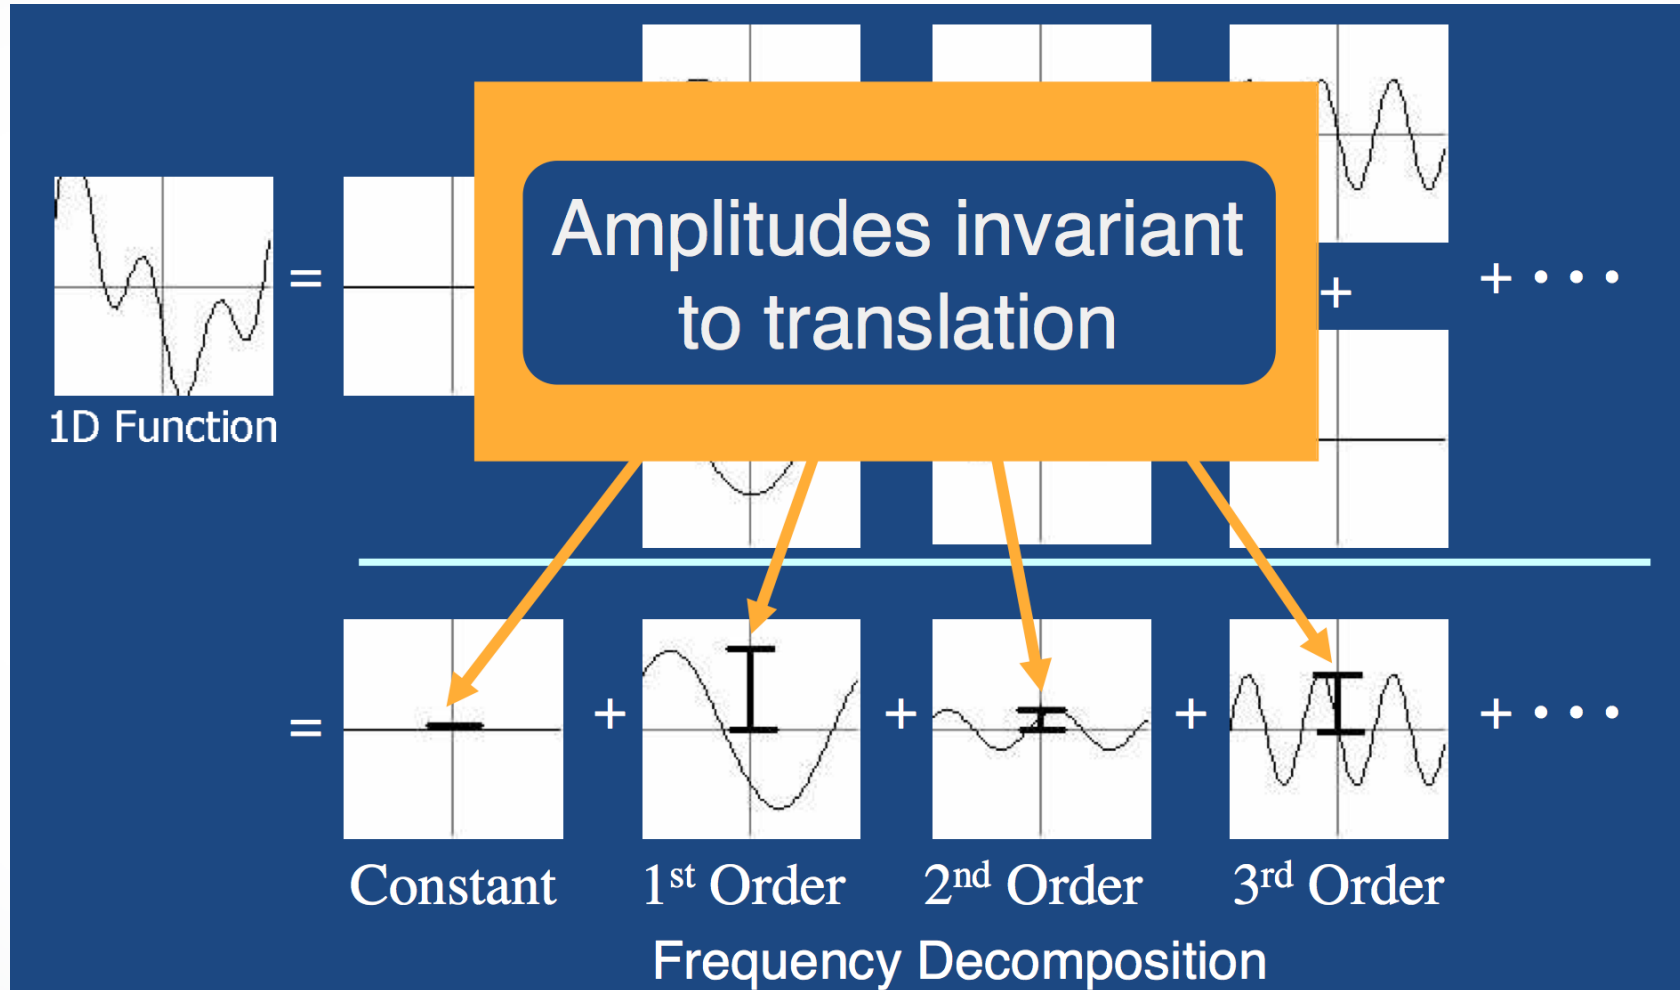 Amplitudes invariant
to translation
=
+
+ • • •
1D Function
=
+
+
+
+ • • •
Constant
1st Order
2nd Order
3rd Order
Frequency Decomposition